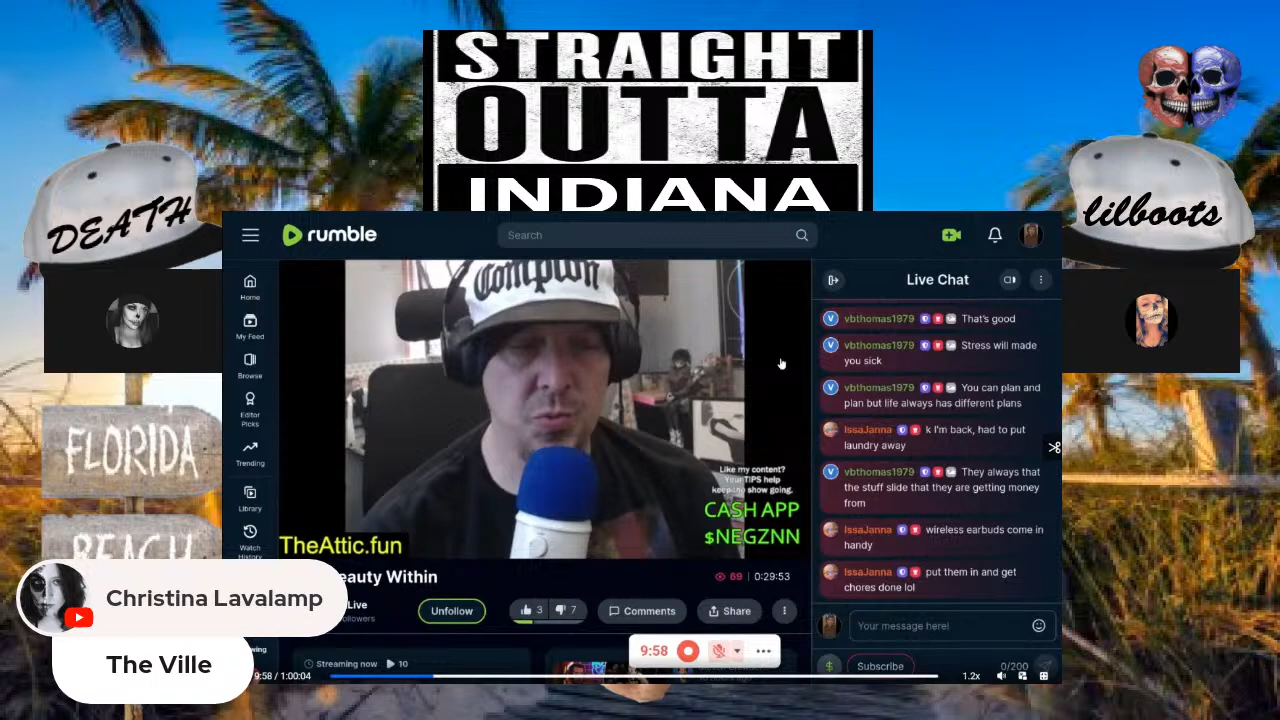 STRAIGHT
OUTTA
INDIANA
DEATH
lilboots
rumble
Search
Home
My Feed
Browse
Editor
Picks
Trending
Library
Watch
History
Compton
Like my content?
Your TIPS help
keep the show going.
CASH APP
$NEGZNN
TheAttic.fun
Live Chat
vbthomas1979 That's good
vbthomas1979 Stress will made
you sick
vbthomas1979 You can plan and
plan but life always has different plans
IssaJanna k I'm back, had to put
laundry away
vbthomas1979 They always that
the stuff slide that they are getting money
from
IssaJanna wireless earbuds come in
handy
IssaJanna put them in and get
chores done lol
Your message here!
Subscribe
0/200
eauty Within
69 0:29:53
Live
ollowers
Unfollow
3
7
Comments
Share
9:58
Streaming now 10
9:58 / 1:00:04
1.2x
FLORIDA
BEACH
Christina Lavalamp
The Ville